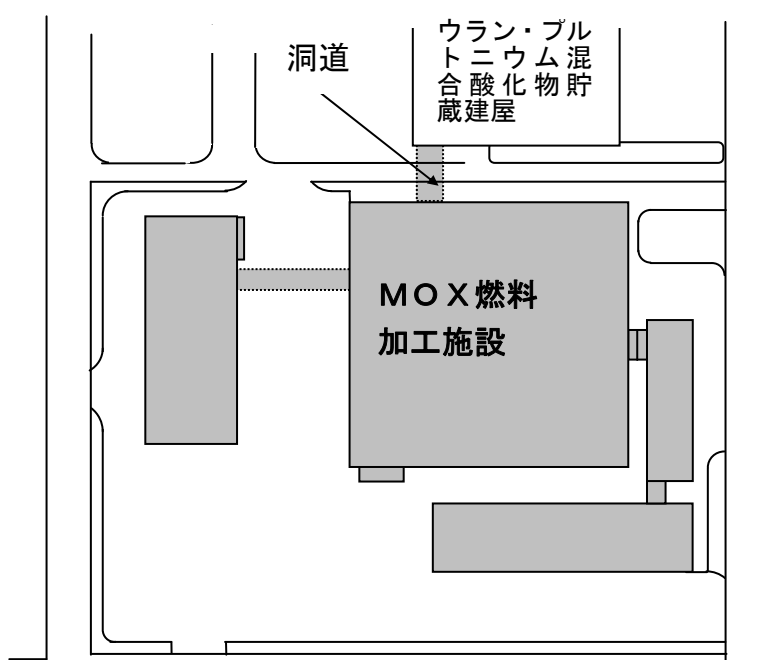 洞道
ウラン・プル
トニウム混
合酸化物貯
蔵建屋
ＭＯＸ燃料
加工施設